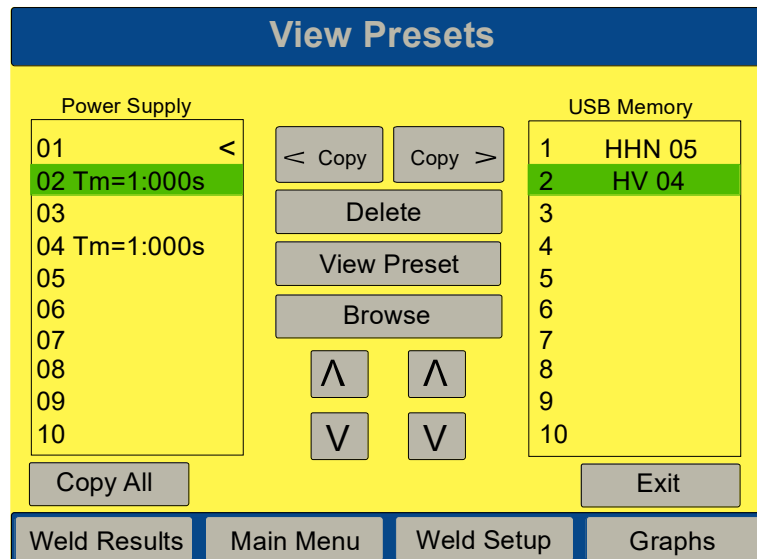 View Presets
Power Supply
01 <
02 Tm=1:000s
03
04 Tm=1:000s
05
06
07
08
09
10
Copy All
< Copy
Copy >
Delete
View Preset
Browse
Λ Λ
V V
USB Memory
1 HHN 05
2 HV 04
3
4
5
6
7
8
9
10
Exit
Weld Results
Main Menu
Weld Setup
Graphs